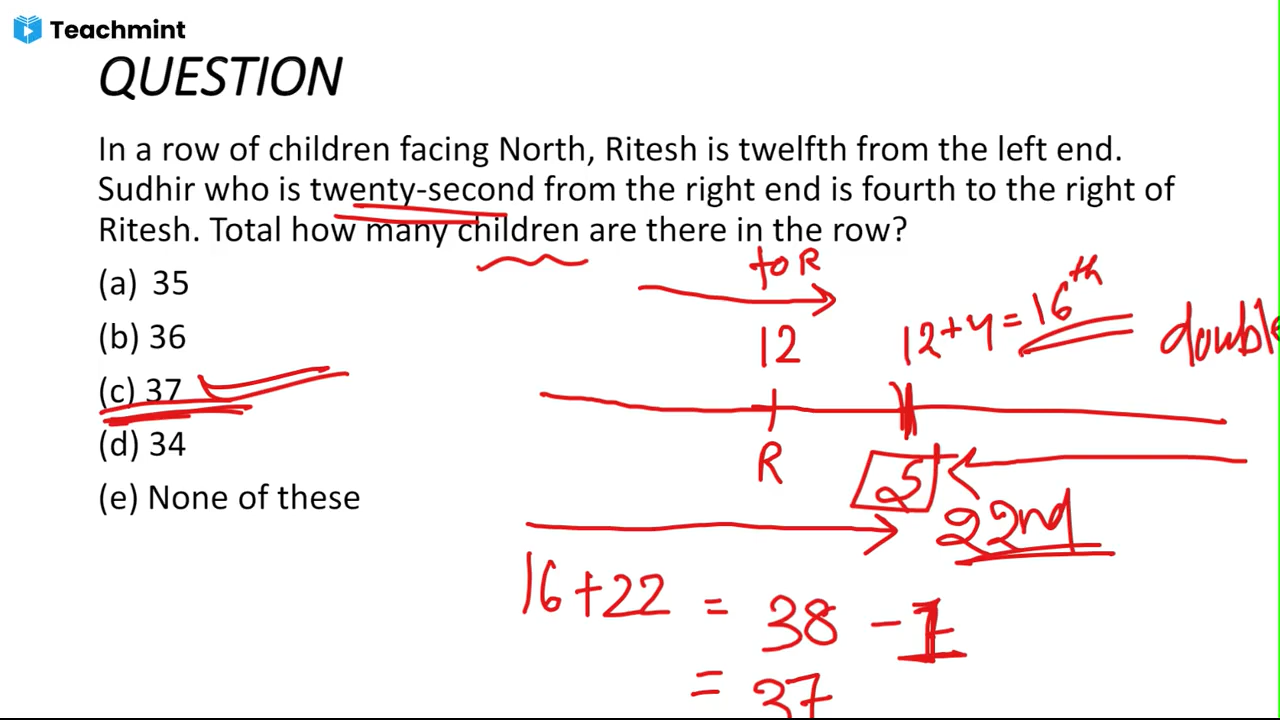 Teachmint
QUESTION
In a row of children facing North, Ritesh is twelfth from the left end.
Sudhir who is twenty-second from the right end is fourth to the right of
Ritesh. Total how many children are there in the row?
(a) 35
(b) 36
(c) 37
(d) 34
(e) None of these
to R
12
12+4=16th
double
R
S
22nd
16+22 = 38 - 1
= 37